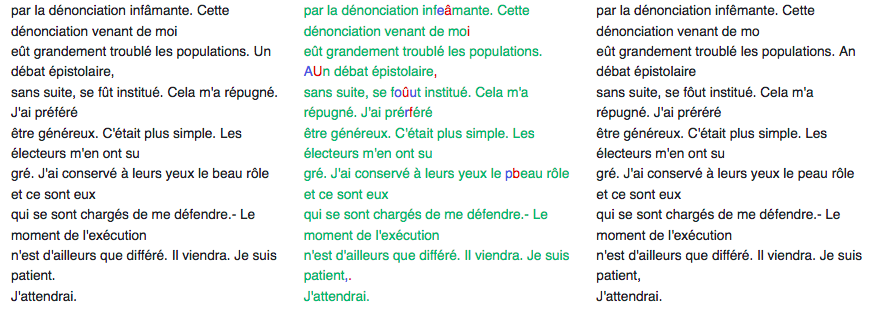 par la dénonciation infâmante. Cette
dénonciation venant de moi
eût grandement troublé les populations. Un
débat épistolaire,
sans suite, se fût institué. Cela m'a répugné.
J'ai préféré
être généreux. C'était plus simple. Les
électeurs m'en ont su
gré. J'ai conservé à leurs yeux le beau rôle
et ce sont eux
qui se sont chargés de me défendre.- Le
moment de l'exécution
n'est d'ailleurs que différé. Il viendra. Je suis
patient.
J'attendrai.
par la dénonciation infeâmante. Cette
dénonciation venant de moi
eût grandement troublé les populations.
AUn débat épistolaire,
sans suite, se foûut institué. Cela m'a
répugné. J'ai prérféré
être généreux. C'était plus simple. Les
électeurs m'en ont su
gré. J'ai conservé à leurs yeux le pbeau rôle
et ce sont eux
qui se sont chargés de me défendre.- Le
moment de l'exécution
n'est d'ailleurs que différé. Il viendra. Je suis
patient,.
J'attendrai.
par la dénonciation infâmante. Cette
dénonciation venant de mo
eût grandement troublé les populations. An
débat épistolaire
sans suite, se fôut institué. Cela m'a
répugné. J'ai préréré
être généreux. C'était plus simple. Les
électeurs m'en ont su
gré. J'ai conservé à leurs yeux le peau rôle
et ce sont eux
qui se sont chargés de me défendre.- Le
moment de l'exécution
n'est d'ailleurs que différé. Il viendra. Je suis
patient,
J'attendrai.